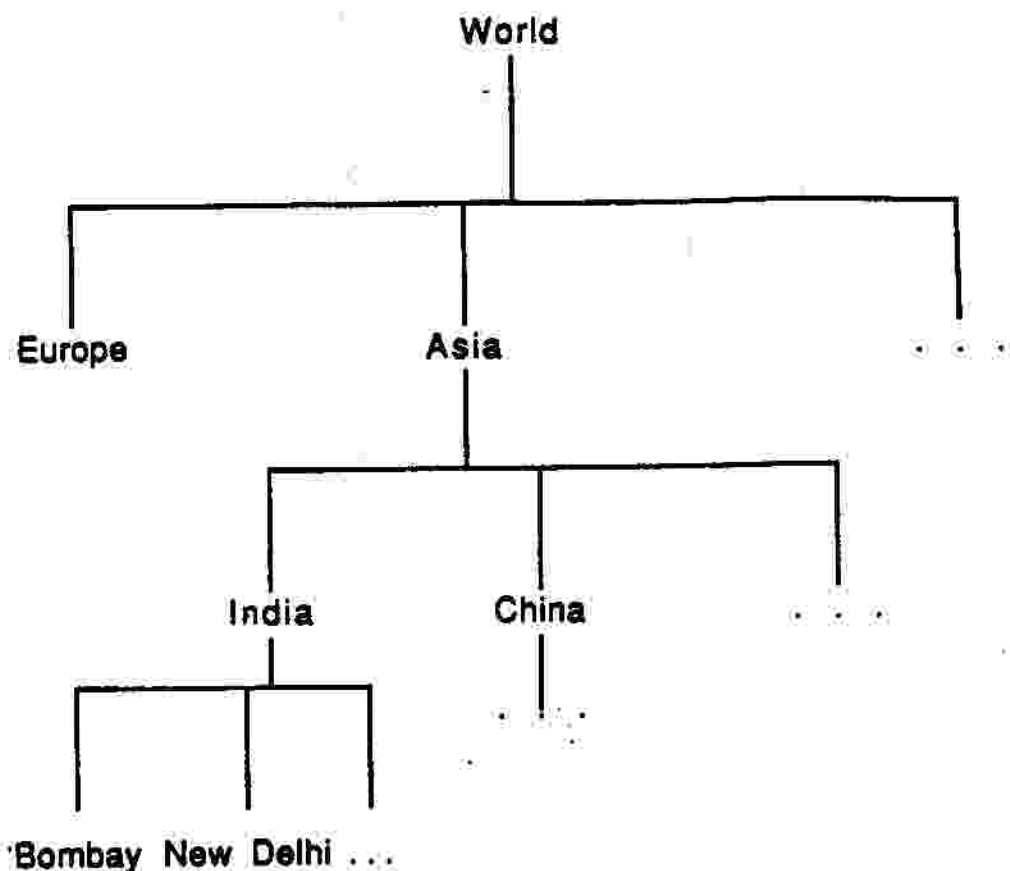 World
Europe Asia . . .
India China . . .
. . .
Bombay New Delhi ...